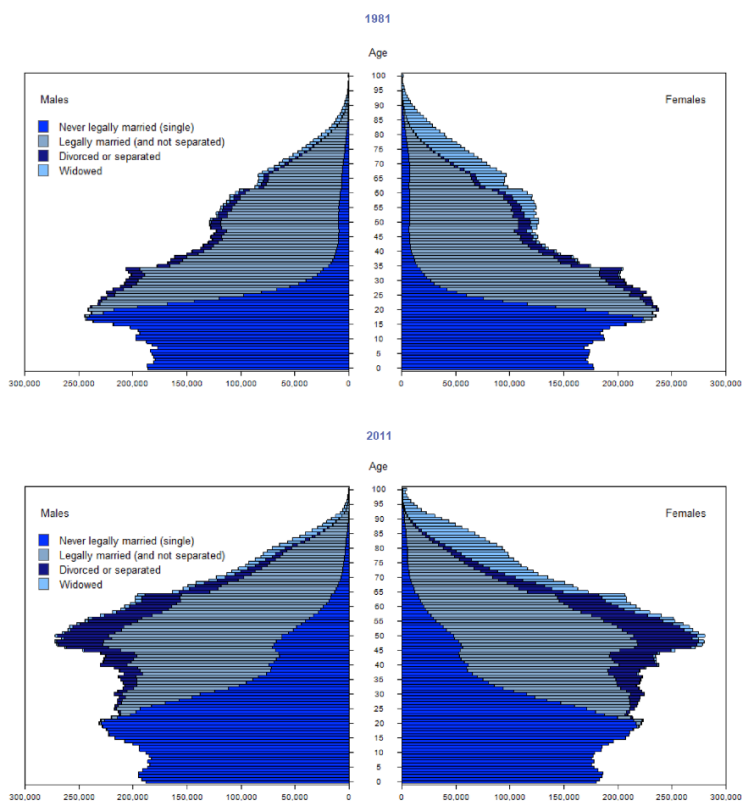 1981
Age
Males
Females
Never legally married (single)
Legally married (and not separated)
Divorced or separated
Widowed
100
95
90
85
80
75
70
65
60
55
50
45
40
35
30
25
20
15
10
5
0
300,000 250,000 200,000 150,000 100,000 50,000 0 0 50,000 100,000 150,000 200,000 250,000 300,000
2011
Age
Males
Females
Never legally married (single)
Legally married (and not separated)
Divorced or separated
Widowed
100
95
90
85
80
75
70
65
60
55
50
45
40
35
30
25
20
15
10
5
0
300,000 250,000 200,000 150,000 100,000 50,000 0 0 50,000 100,000 150,000 200,000 250,000 300,000